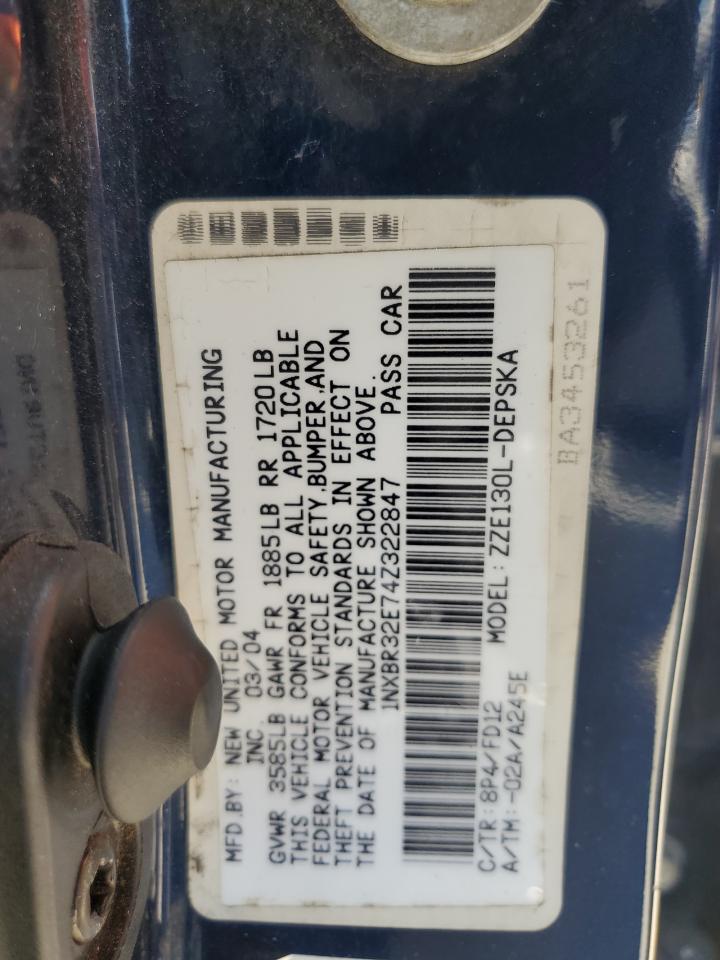 MFD.BY: NEW UNITED MOTOR MANUFACTURING
INC. 03/04
GVWR 3585LB GAWR FR 1885LB RR 1720LB
THIS VEHICLE CONFORMS TO ALL APPLICABLE
FEDERAL MOTOR VEHICLE SAFETY,BUMPER,AND
THEFT PREVENTION STANDARDS IN EFFECT ON
THE DATE OF MANUFACTURE SHOWN ABOVE.
1NXBR32E74Z322847 PASS CAR
C/TR: 8P4/FD12 MODEL: ZZE130L-DEPSKA
A/TM:-02A/A245E
BA3453261